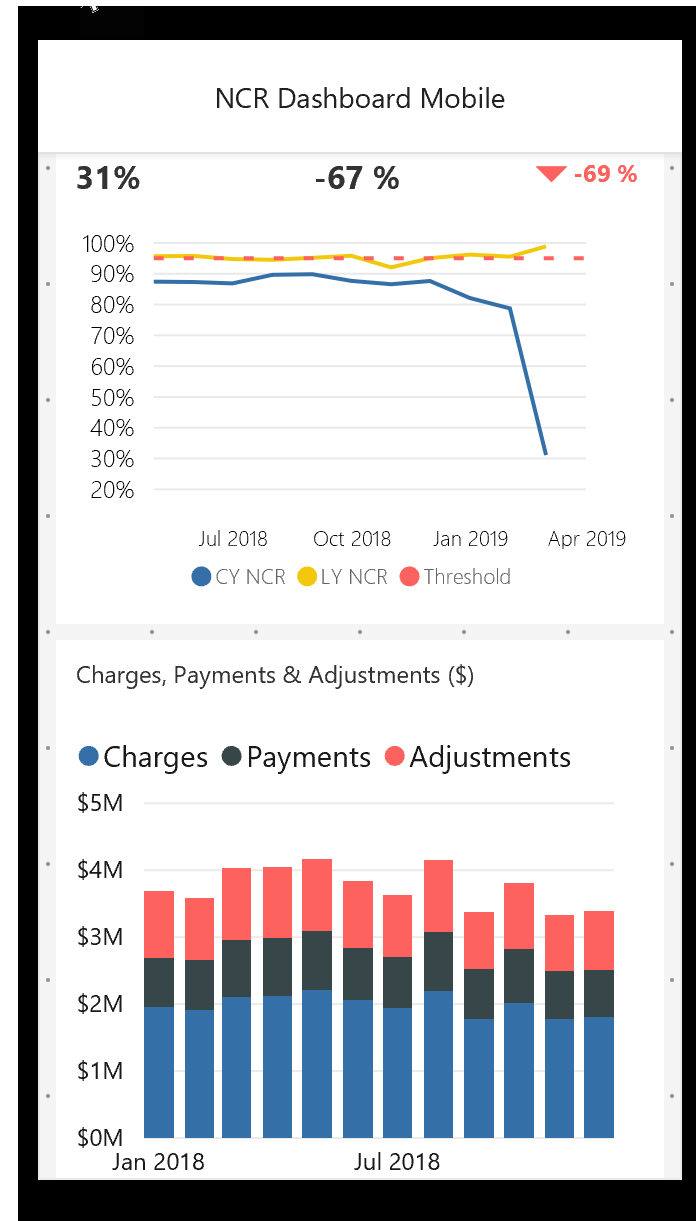 NCR Dashboard Mobile
31% -67 % -69 %
100%
90%
80%
70%
60%
50%
40%
30%
20%
Jul 2018 Oct 2018 Jan 2019 Apr 2019
CY NCR LY NCR Threshold
Charges, Payments & Adjustments ($)
Charges Payments Adjustments
$5M
$4M
$3M
$2M
$1M
$0M
Jan 2018 Jul 2018